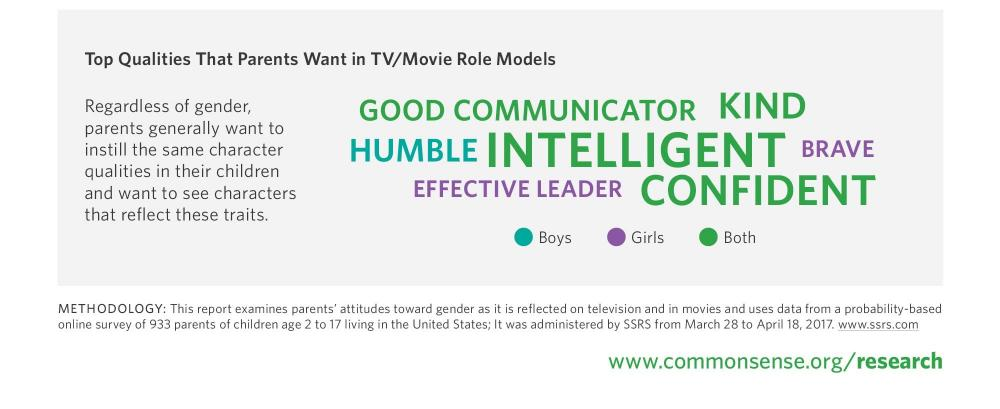 Top Qualities That Parents Want in TV/Movie Role Models
Regardless of gender,
parents generally want to
instill the same character
qualities in their children
and want to see characters
that reflect these traits.
GOOD COMMUNICATOR KIND
HUMBLE INTELLIGENT BRAVE
EFFECTIVE LEADER CONFIDENT
Boys Girls Both
METHODOLOGY: This report examines parents’ attitudes toward gender as it is reflected on television and in movies and uses data from a probability-based
online survey of 933 parents of children age 2 to 17 living in the United States; It was administered by SSRS from March 28 to April 18, 2017. www.ssrs.com
www.commonsense.org/research